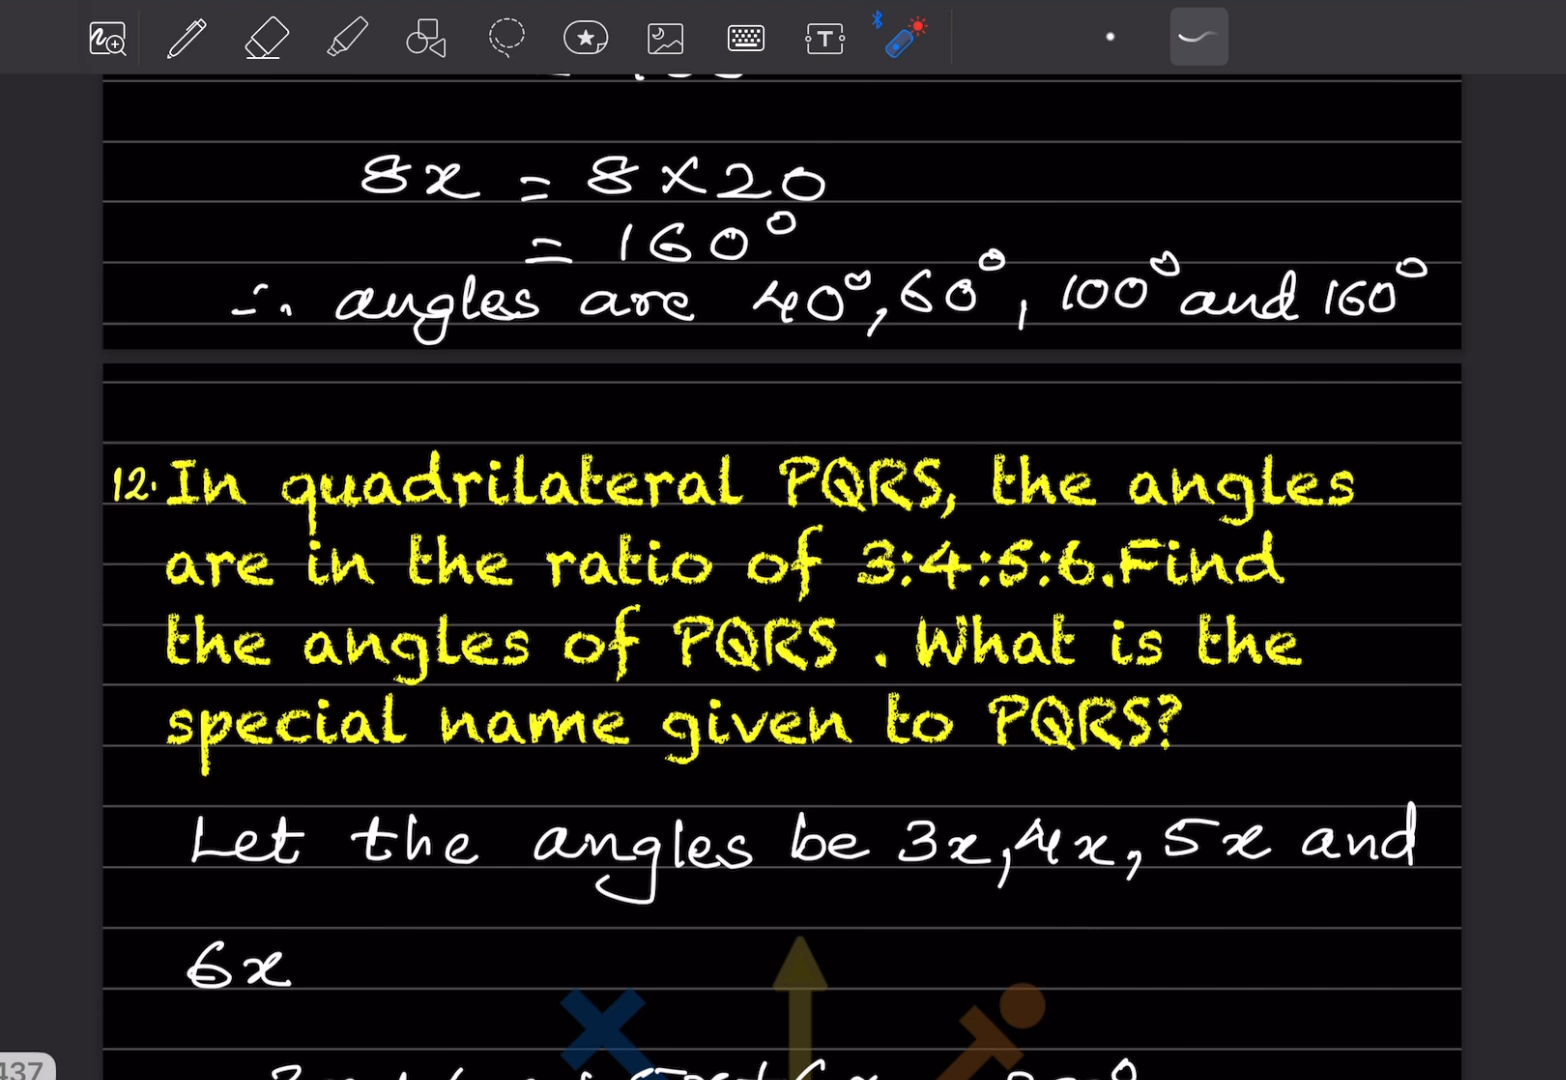 8x = 8 × 20
= 160°
∴ angles are 40°, 60°, 100° and 160°
12. In quadrilateral PQRS, the angles
are in the ratio of 3:4:5:6. Find
the angles of PQRS . What is the
special name given to PQRS?
Let the angles be 3x, 4x, 5x and
6x
437